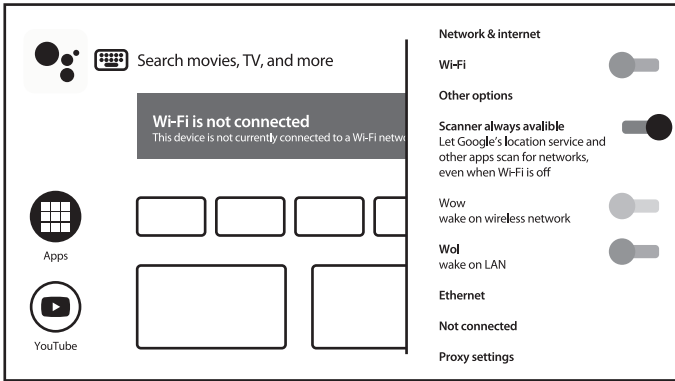 Search movies, TV, and more
Wi-Fi is not connected
This device is not currently connected to a Wi-Fi netwo
Apps
YouTube
Network & internet
Wi-Fi
Other options
Scanner always avalible
Let Google's location service and
other apps scan for networks,
even when Wi-Fi is off
Wow
wake on wireless network
Wol
wake on LAN
Ethernet
Not connected
Proxy settings